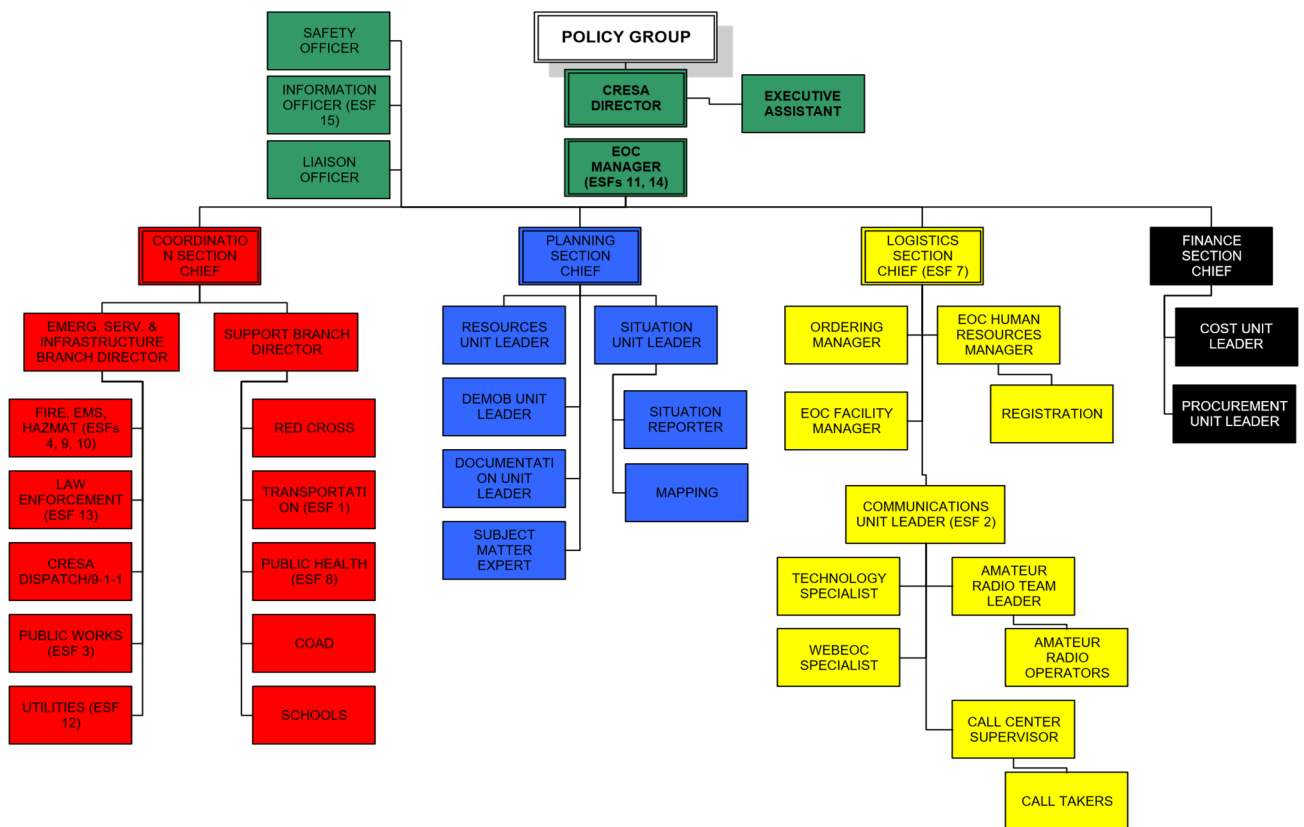 SAFETY
OFFICER
INFORMATION
OFFICER (ESF
15)
LIAISON
OFFICER
POLICY GROUP
CRESA
DIRECTOR
EXECUTIVE
ASSISTANT
EOC
MANAGER
(ESFs 11, 14)
COORDINATIO
N SECTION
CHIEF
PLANNING
SECTION
CHIEF
LOGISTICS
SECTION
CHIEF (ESF 7)
FINANCE
SECTION
CHIEF
EMERG. SERV. &
INFRASTRUCTURE
BRANCH DIRECTOR
SUPPORT BRANCH
DIRECTOR
FIRE, EMS,
HAZMAT (ESFs
4, 9, 10)
LAW
ENFORCEMENT
(ESF 13)
CRESA
DISPATCH/9-1-1
PUBLIC WORKS
(ESF 3)
UTILITIES (ESF
12)
RED CROSS
TRANSPORTATI
ON (ESF 1)
PUBLIC HEALTH
(ESF 8)
COAD
SCHOOLS
RESOURCES
UNIT LEADER
DEMOB UNIT
LEADER
DOCUMENTATI
ON UNIT
LEADER
SUBJECT
MATTER
EXPERT
SITUATION
UNIT LEADER
SITUATION
REPORTER
MAPPING
ORDERING
MANAGER
EOC HUMAN
RESOURCES
MANAGER
REGISTRATION
EOC FACILITY
MANAGER
COMMUNICATIONS
UNIT LEADER (ESF 2)
TECHNOLOGY
SPECIALIST
AMATEUR
RADIO TEAM
LEADER
WEBEOC
SPECIALIST
AMATEUR
RADIO
OPERATORS
CALL CENTER
SUPERVISOR
CALL TAKERS
COST UNIT
LEADER
PROCUREMENT
UNIT LEADER